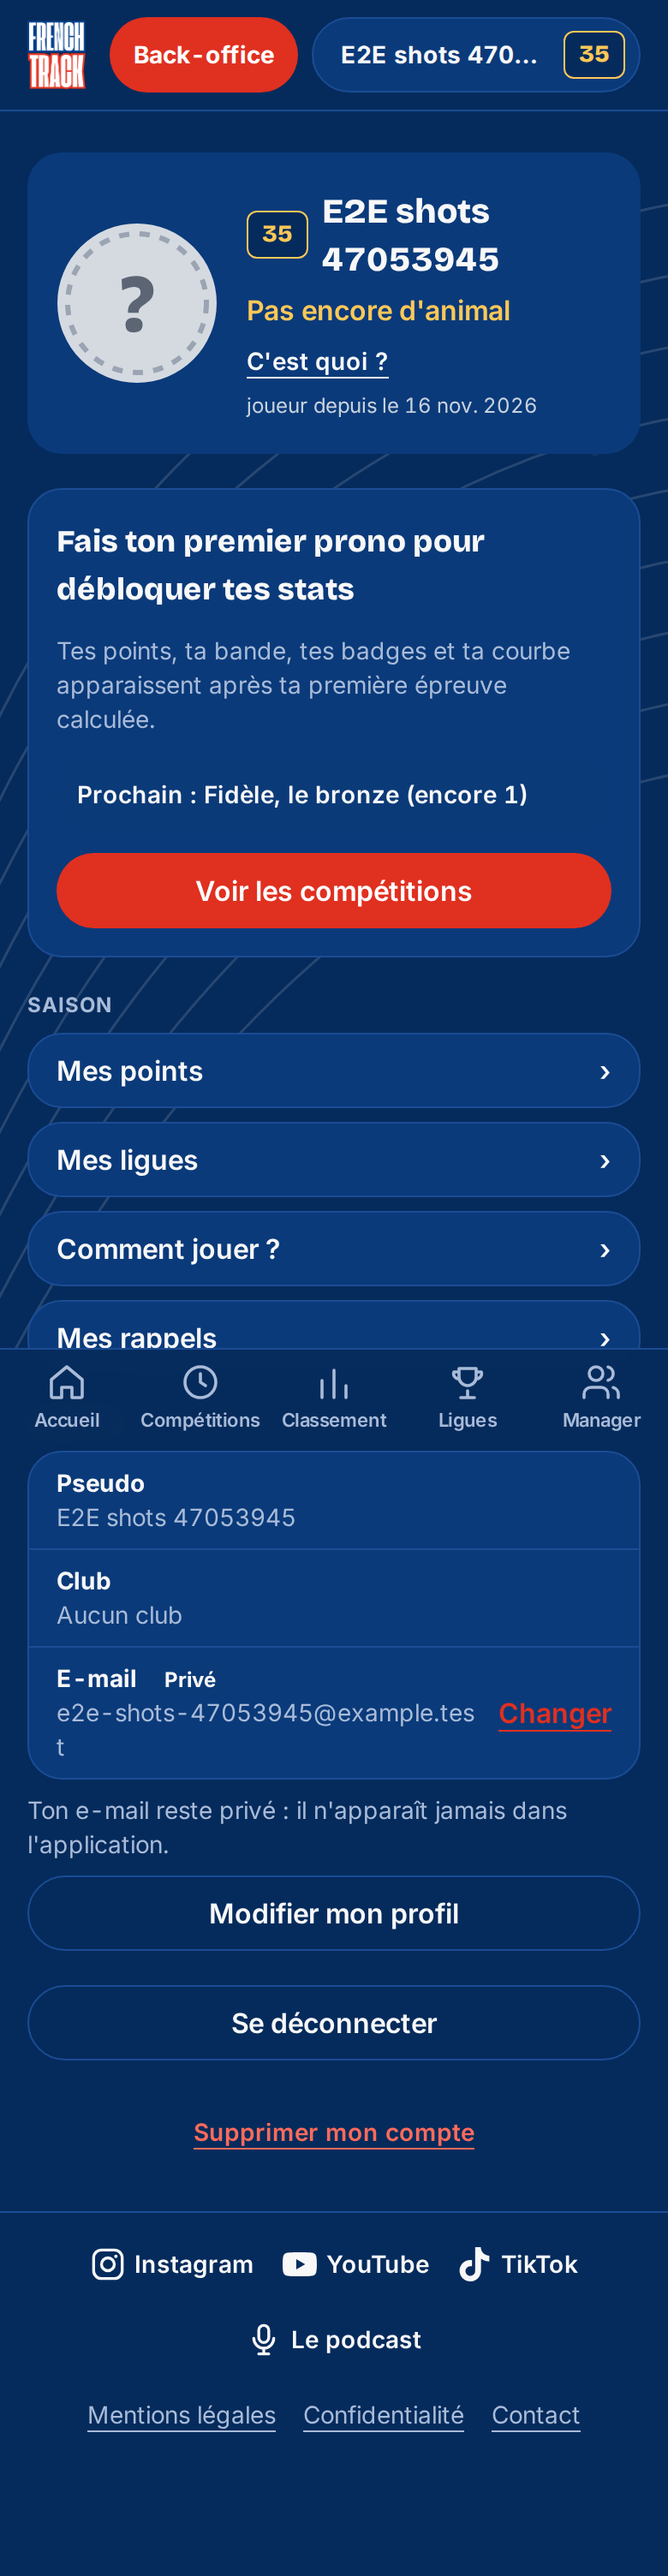 FRENCH
TRACK
Back-office
E2E shots 470...
35
35
E2E shots
47053945
?
Pas encore d'animal
C'est quoi ?
joueur depuis le 16 nov. 2026
Fais ton premier prono pour
débloquer tes stats
Tes points, ta bande, tes badges et ta courbe
apparaissent après ta première épreuve
calculée.
Prochain : Fidèle, le bronze (encore 1)
Voir les compétitions
SAISON
Mes points ›
Mes ligues ›
Comment jouer ? ›
Mes rappels ›
Accueil
Compétitions
Classement
Ligues
Manager
Pseudo
E2E shots 47053945
Club
Aucun club
E-mail Privé
e2e-shots-47053945@example.tes
t
Changer
Ton e-mail reste privé : il n'apparaît jamais dans
l'application.
Modifier mon profil
Se déconnecter
Supprimer mon compte
Instagram
YouTube
TikTok
Le podcast
Mentions légales
Confidentialité
Contact